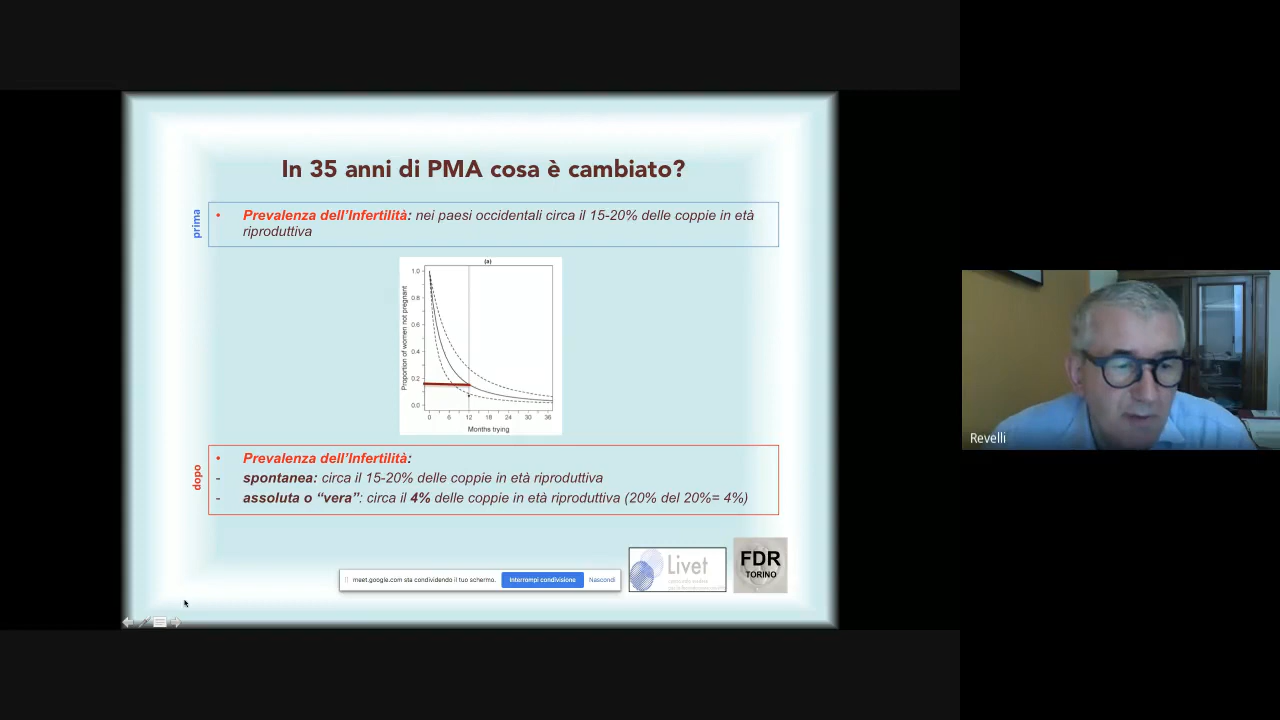 In 35 anni di PMA cosa è cambiato?
prima
• Prevalenza dell'Infertilità: nei paesi occidentali circa il 15-20% delle coppie in età
riproduttiva
(a)
Proportion of women not pregnant
1.0
0.8
0.6
0.4
0.2
0.0
0 6 12 18 24 30 36
Months trying
dopo
• Prevalenza dell'Infertilità:
- spontanea: circa il 15-20% delle coppie in età riproduttiva
- assoluta o “vera”: circa il 4% delle coppie in età riproduttiva (20% del 20%= 4%)
meet.google.com sta condividendo il tuo schermo. Interrompi condivisione Nascondi
Livet
FDR
TORINO
Revelli